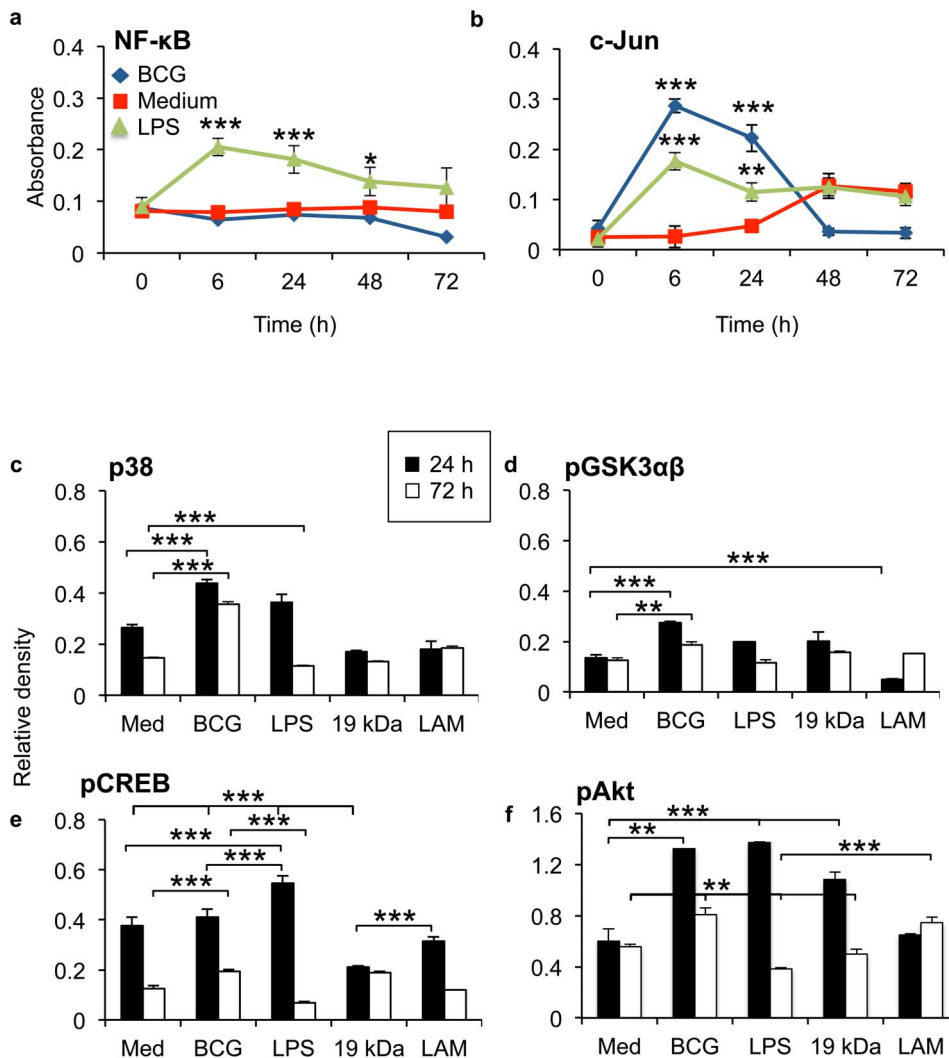 a
NF-κB
BCG
Medium
LPS
Absorbance
0.4
0.3
0.2
0.1
0
***
***
*
0
6
24
48
72
Time (h)
b
c-Jun
0.4
0.3
0.2
0.1
0
***
***
***
**
0
6
24
48
72
Time (h)
24 h
72 h
Relative density
c
p38
0.8
0.6
0.4
0.2
0
***
***
***
Med BCG LPS 19 kDa LAM
d
pGSK3αβ
0.8
0.6
0.4
0.2
0
***
***
**
Med BCG LPS 19 kDa LAM
e
pCREB
0.8
0.6
0.4
0.2
0
***
***
***
***
***
***
Med BCG LPS 19 kDa LAM
f
pAkt
1.6
1.2
0.8
0.4
0
***
**
***
**
Med BCG LPS 19 kDa LAM